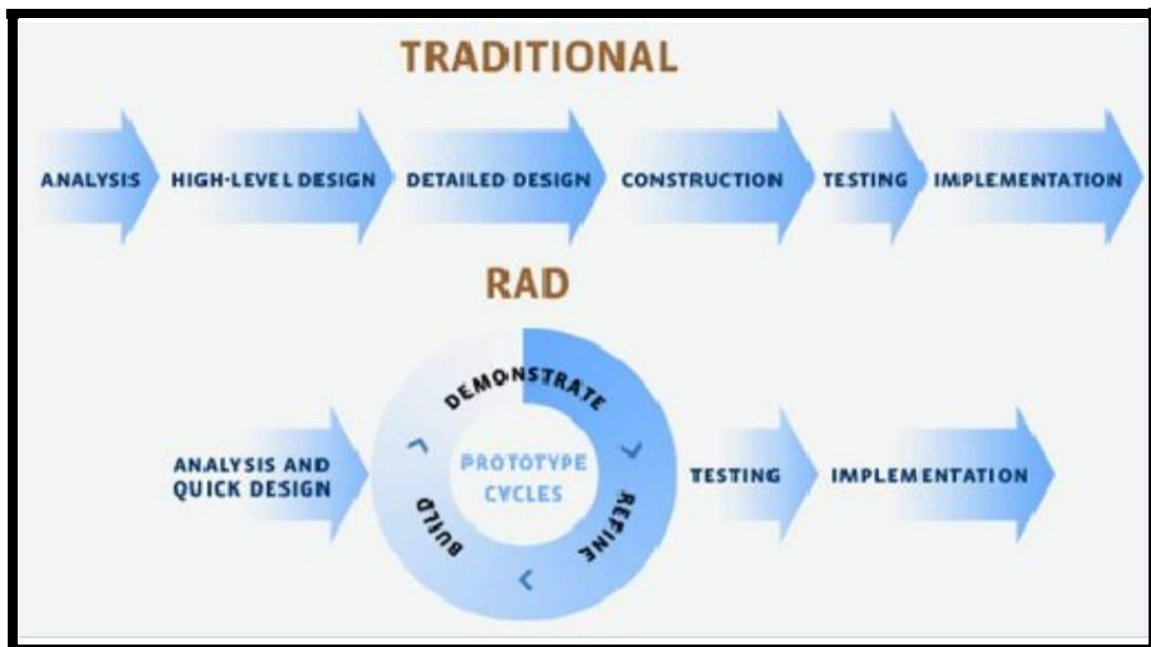 TRADITIONAL
ANALYSIS
HIGH-LEVEL DESIGN
DETAILED DESIGN
CONSTRUCTION
TESTING
IMPLEMENTATION
RAD
ANALYSIS AND
QUICK DESIGN
DEMONSTRATE
REFINE
BUILD
PROTOTYPE
CYCLES
TESTING
IMPLEMENTATION